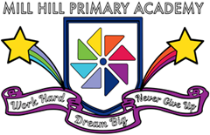 MILL HILL PRIMARY ACADEMY
Work Hard
Dream Big
Never Give Up